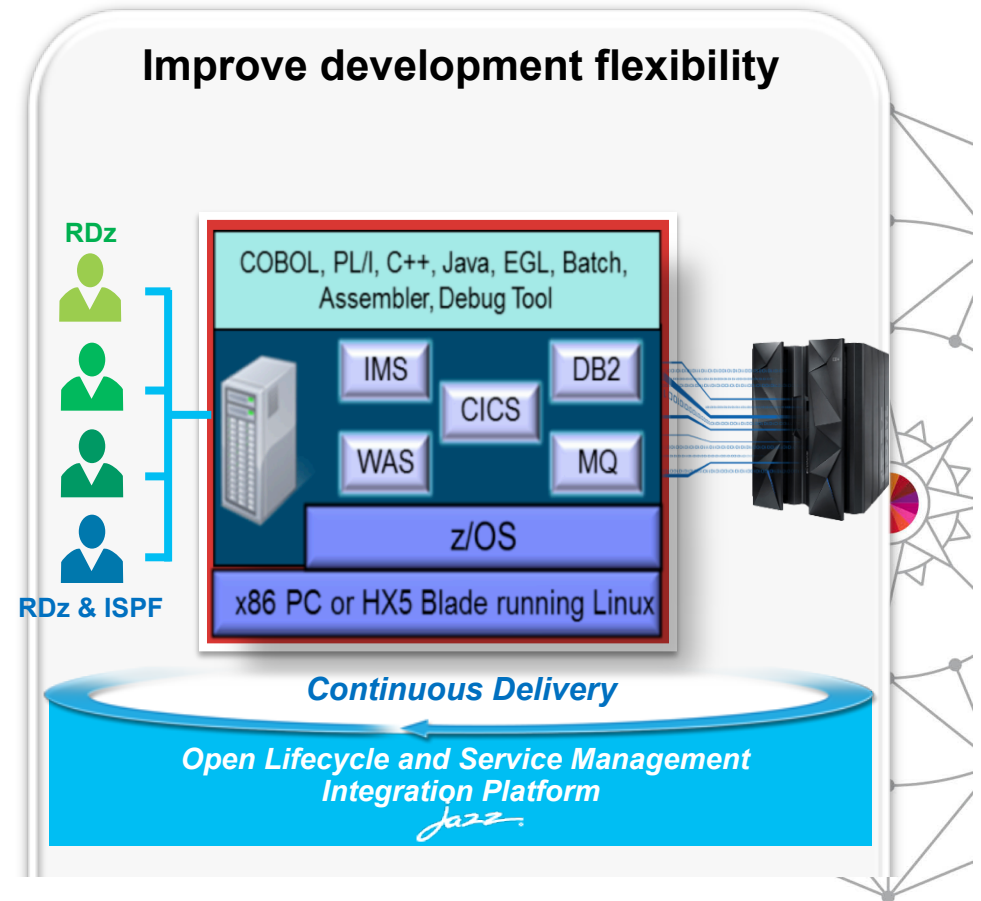 Improve development flexibility
RDz
COBOL, PL/I, C++, Java, EGL, Batch,
Assembler, Debug Tool
IMS
DB2
CICS
WAS
MQ
z/OS
x86 PC or HX5 Blade running Linux
RDz & ISPF
Continuous Delivery
Open Lifecycle and Service Management
Integration Platform
Jazz